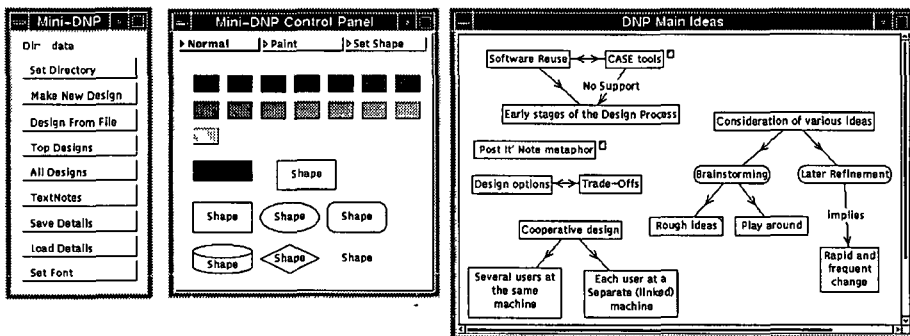 Mini-DNP
Dir: data
Set Directory
Make New Design
Design From File
Top Designs
All Designs
TextNotes
Save Details
Load Details
Set Font
Mini-DNP Control Panel
Normal
Paint
Set Shape
Shape
Shape
Shape
Shape
Shape
Shape
Shape
DNP Main Ideas
Software Reuse
CASE tools
No Support
Early stages of the Design Process
Consideration of various ideas
Post It' Note metaphor
Brainstorming
Later Refinement
Design options
Trade-Offs
Rough Ideas
Play around
implies
Cooperative design
Rapid and
frequent
change
Several users at
the same
machine
Each user at a
Separate (linked)
machine